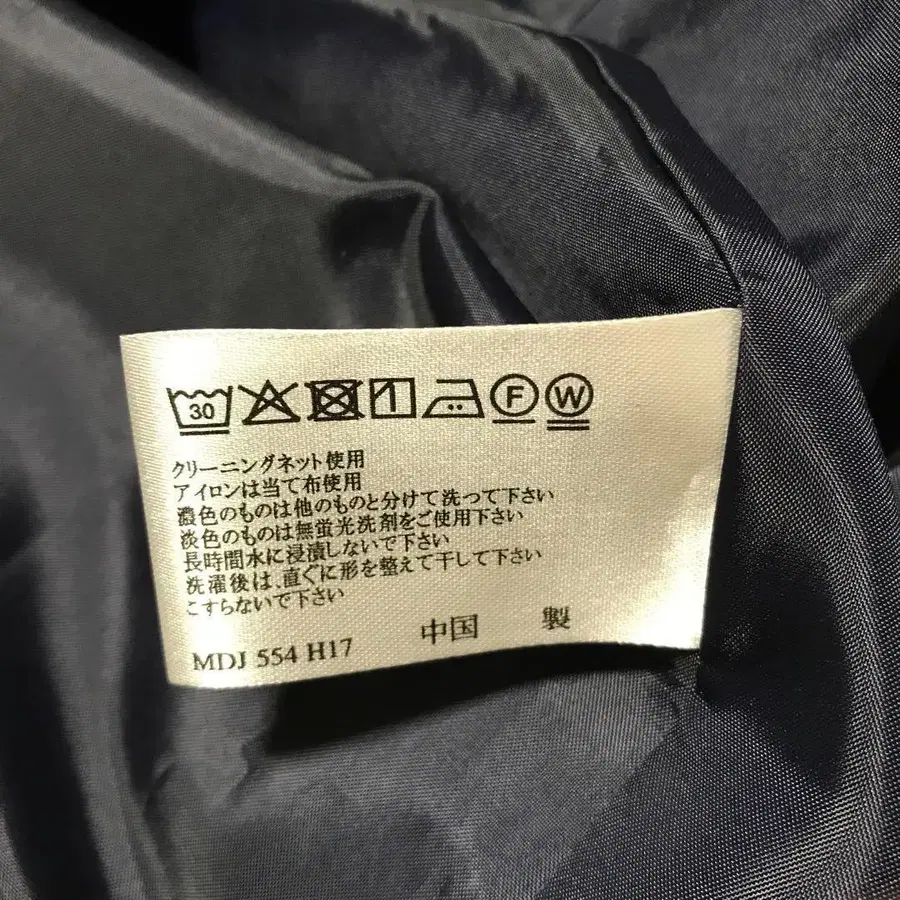 30 F W
クリーニングネット使用
アイロンは当て布使用
濃色のものは他のものと分けて洗って下さい
淡色のものは無蛍光洗剤をご使用下さい
長時間水に浸漬しないで下さい
洗濯後は、直ぐに形を整えて干して下さい
こすらないで下さい
MDJ 554 H17 中国 製